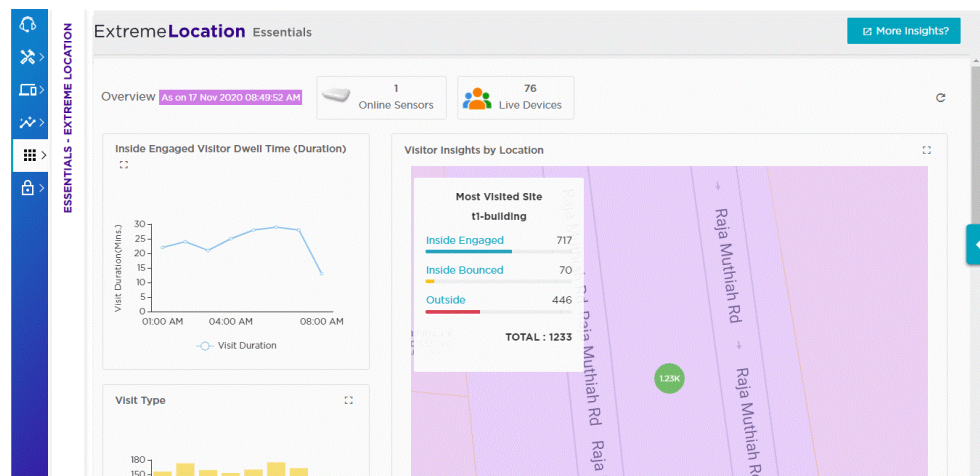 ESSENTIALS - EXTREME LOCATION
ExtremeLocation Essentials
More Insights?
Overview As on 17 Nov 2020 08:49:52 AM
1
Online Sensors
76
Live Devices
Inside Engaged Visitor Dwell Time (Duration)
Visit Duration(Mins.)
30
25
20
15
10
5
0
01:00 AM 04:00 AM 08:00 AM
Visit Duration
Visit Type
180
150
Visitor Insights by Location
Most Visited Site
t1-building
Inside Engaged 717
Inside Bounced 70
Outside 446
TOTAL : 1233
1.23K
Raja Muthiah Rd
Raja Muthiah Rd
Raja Muthiah Rd
Raja